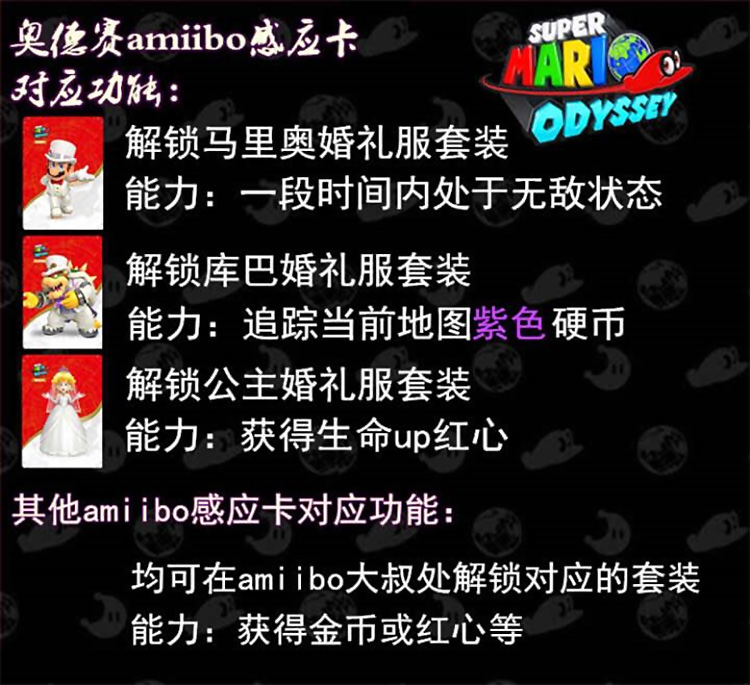 奥德赛amiibo感应卡
对应功能：
SUPER
MARIO
ODYSSEY
解锁马里奥婚礼服套装
能力：一段时间内处于无敌状态
解锁库巴婚礼服套装
能力：追踪当前地图紫色硬币
解锁公主婚礼服套装
能力：获得生命up红心
其他amiibo感应卡对应功能：
均可在amiibo大叔处解锁对应的套装
能力：获得金币或红心等